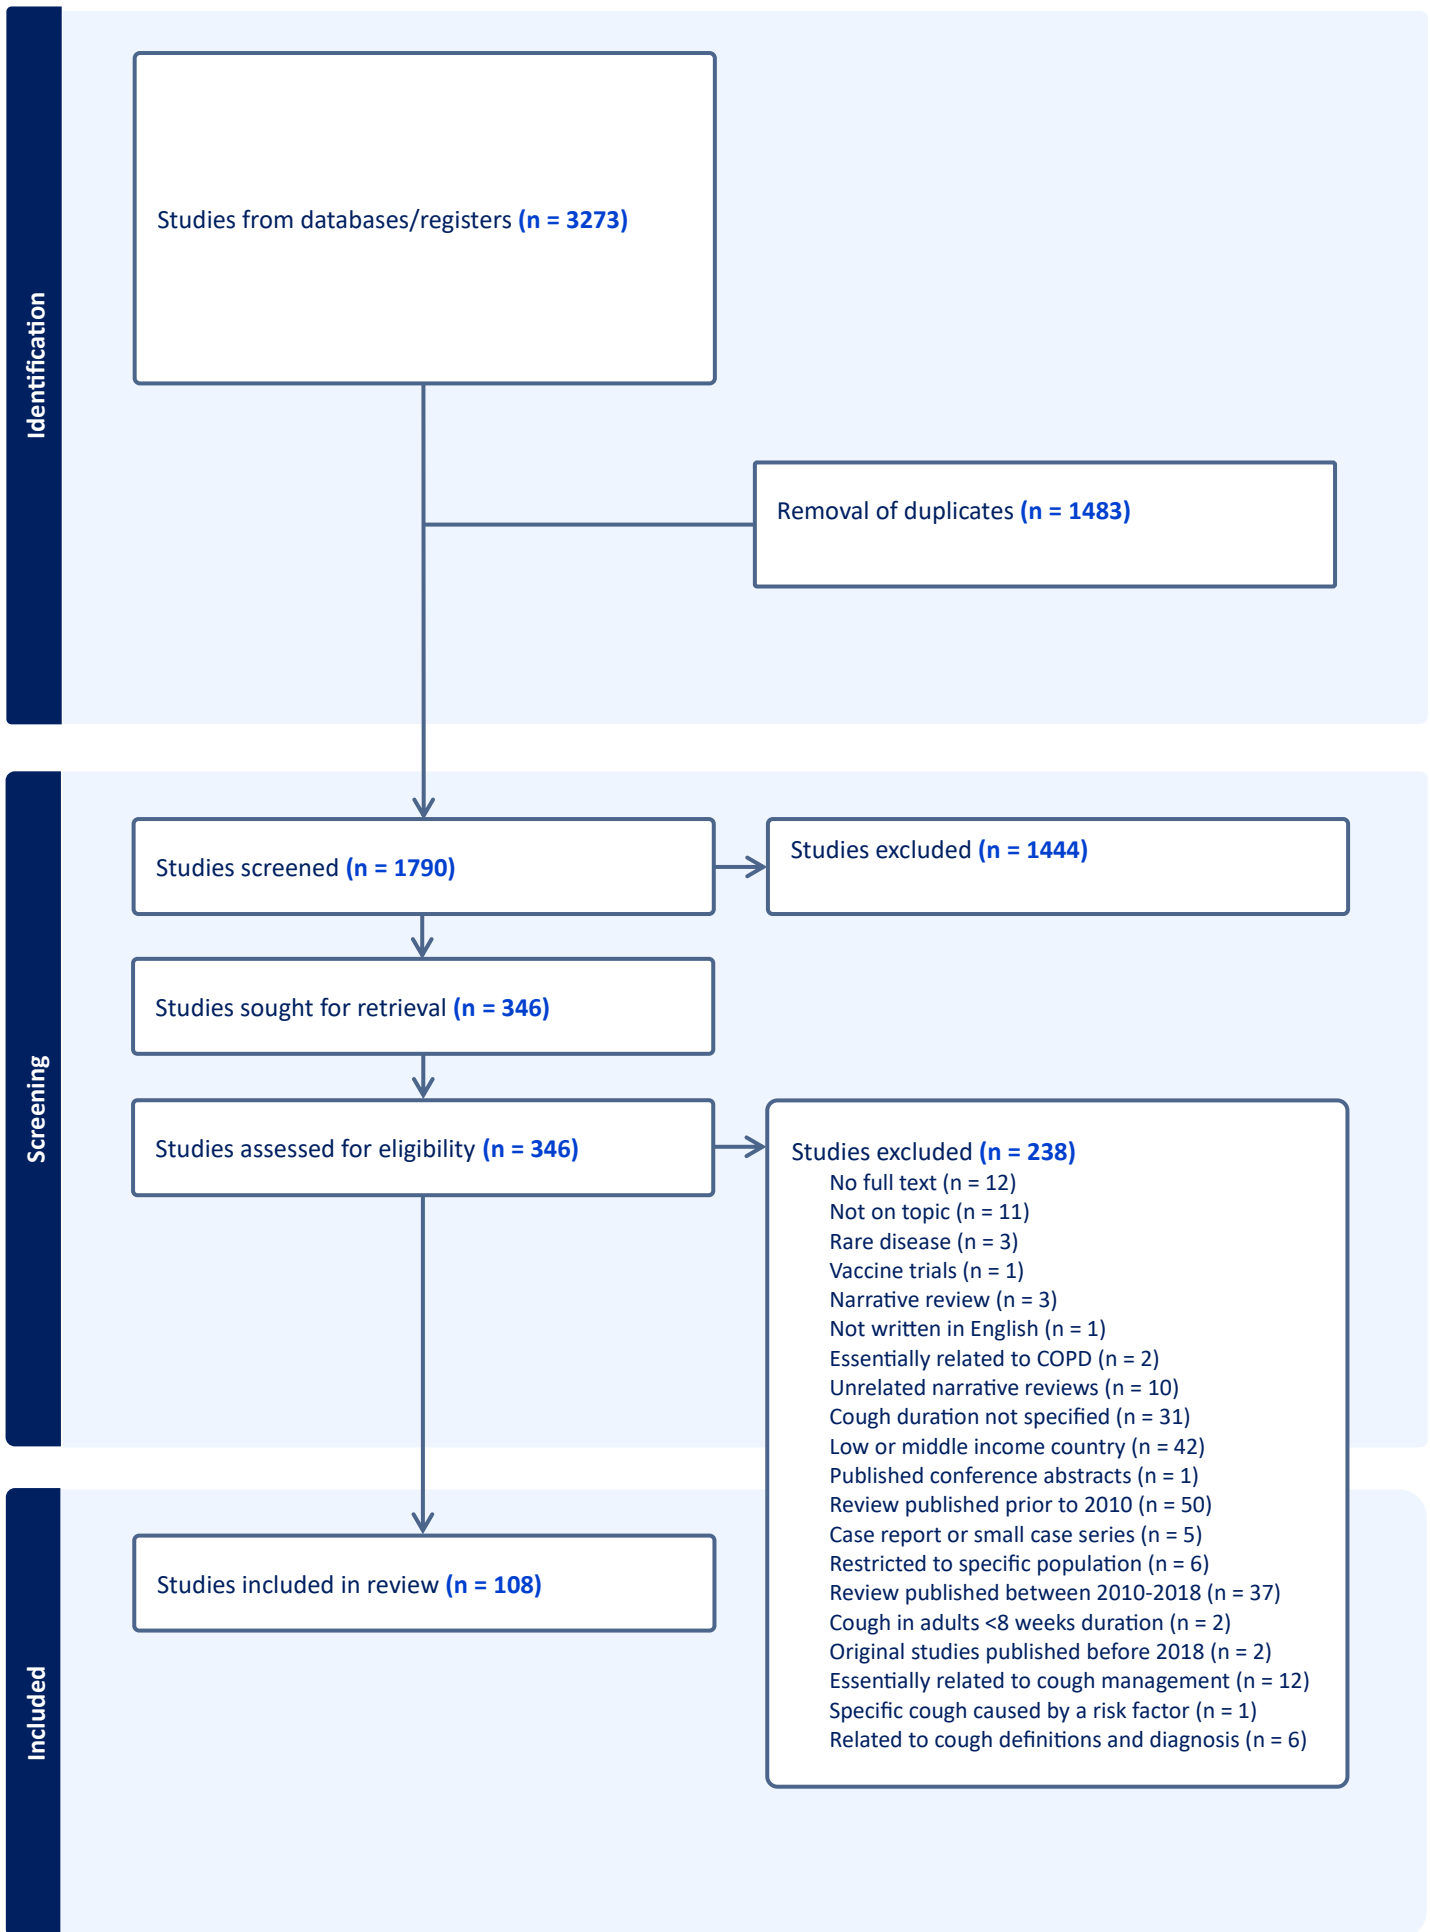 Identification
Studies from databases/registers (n = 3273)
Removal of duplicates (n = 1483)
Screening
Studies screened (n = 1790)
Studies excluded (n = 1444)
Studies sought for retrieval (n = 346)
Studies assessed for eligibility (n = 346)
Studies excluded (n = 238)
No full text (n = 12)
Not on topic (n = 11)
Rare disease (n = 3)
Vaccine trials (n = 1)
Narrative review (n = 3)
Not written in English (n = 1)
Essentially related to COPD (n = 2)
Unrelated narrative reviews (n = 10)
Cough duration not specified (n = 31)
Low or middle income country (n = 42)
Published conference abstracts (n = 1)
Review published prior to 2010 (n = 50)
Case report or small case series (n = 5)
Restricted to specific population (n = 6)
Review published between 2010-2018 (n = 37)
Cough in adults <8 weeks duration (n = 2)
Original studies published before 2018 (n = 2)
Essentially related to cough management (n = 12)
Specific cough caused by a risk factor (n = 1)
Related to cough definitions and diagnosis (n = 6)
Included
Studies included in review (n = 108)